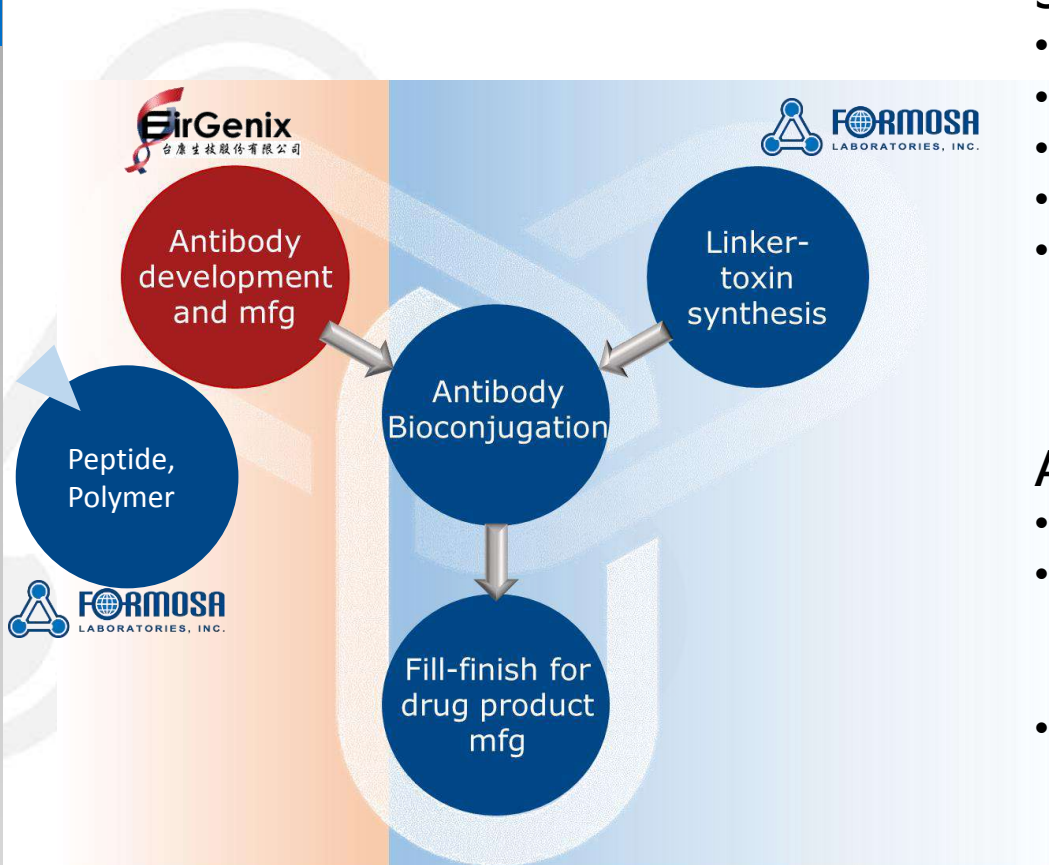 EirGenix
台康生技股份有限公司
FORMOSA
LABORATORIES, INC.
Antibody
development
and mfg
Linker-
toxin
synthesis
Antibody
Bioconjugation
Peptide,
Polymer
FORMOSA
LABORATORIES, INC.
Fill-finish for
drug product
mfg